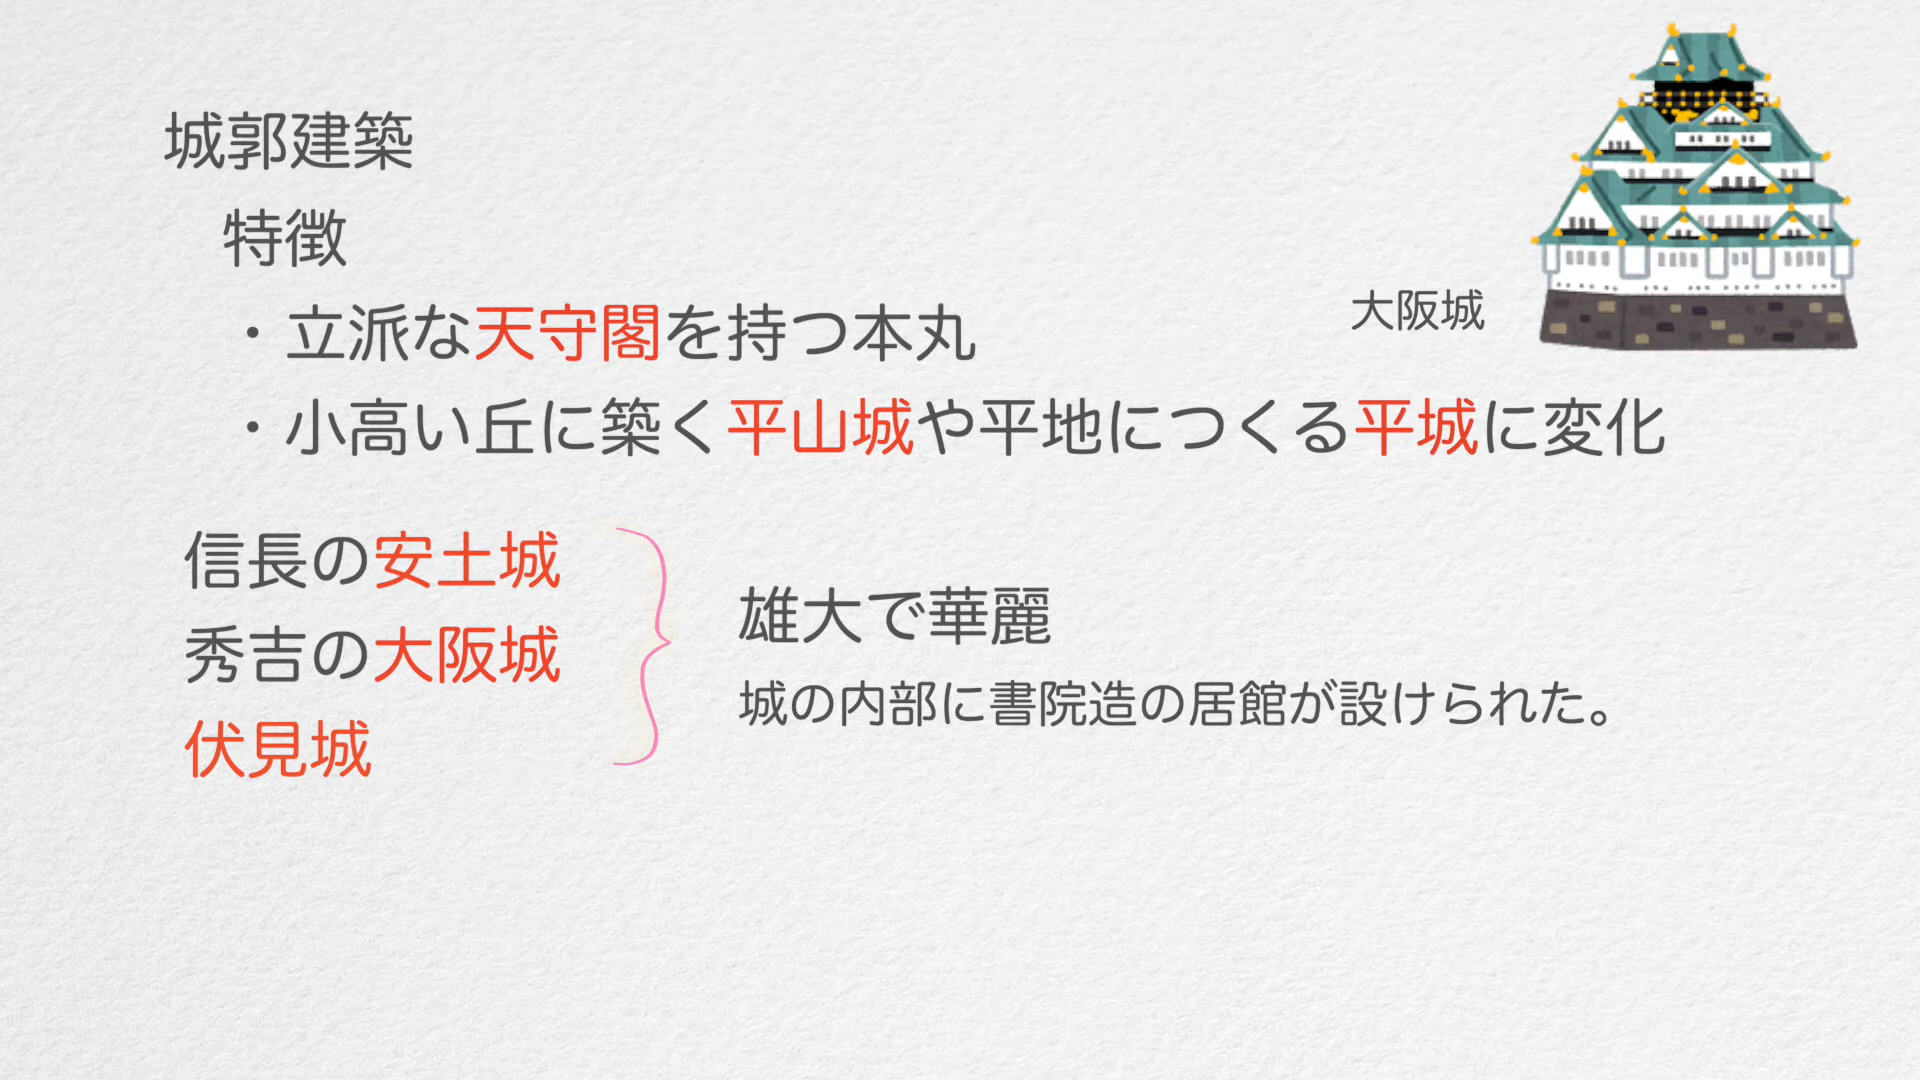 城郭建築
特徴
・立派な天守閣を持つ本丸
大阪城
・小高い丘に築く平山城や平地につくる平城に変化
信長の安土城
秀吉の大阪城
伏見城
雄大で華麗
城の内部に書院造の居館が設けられた。